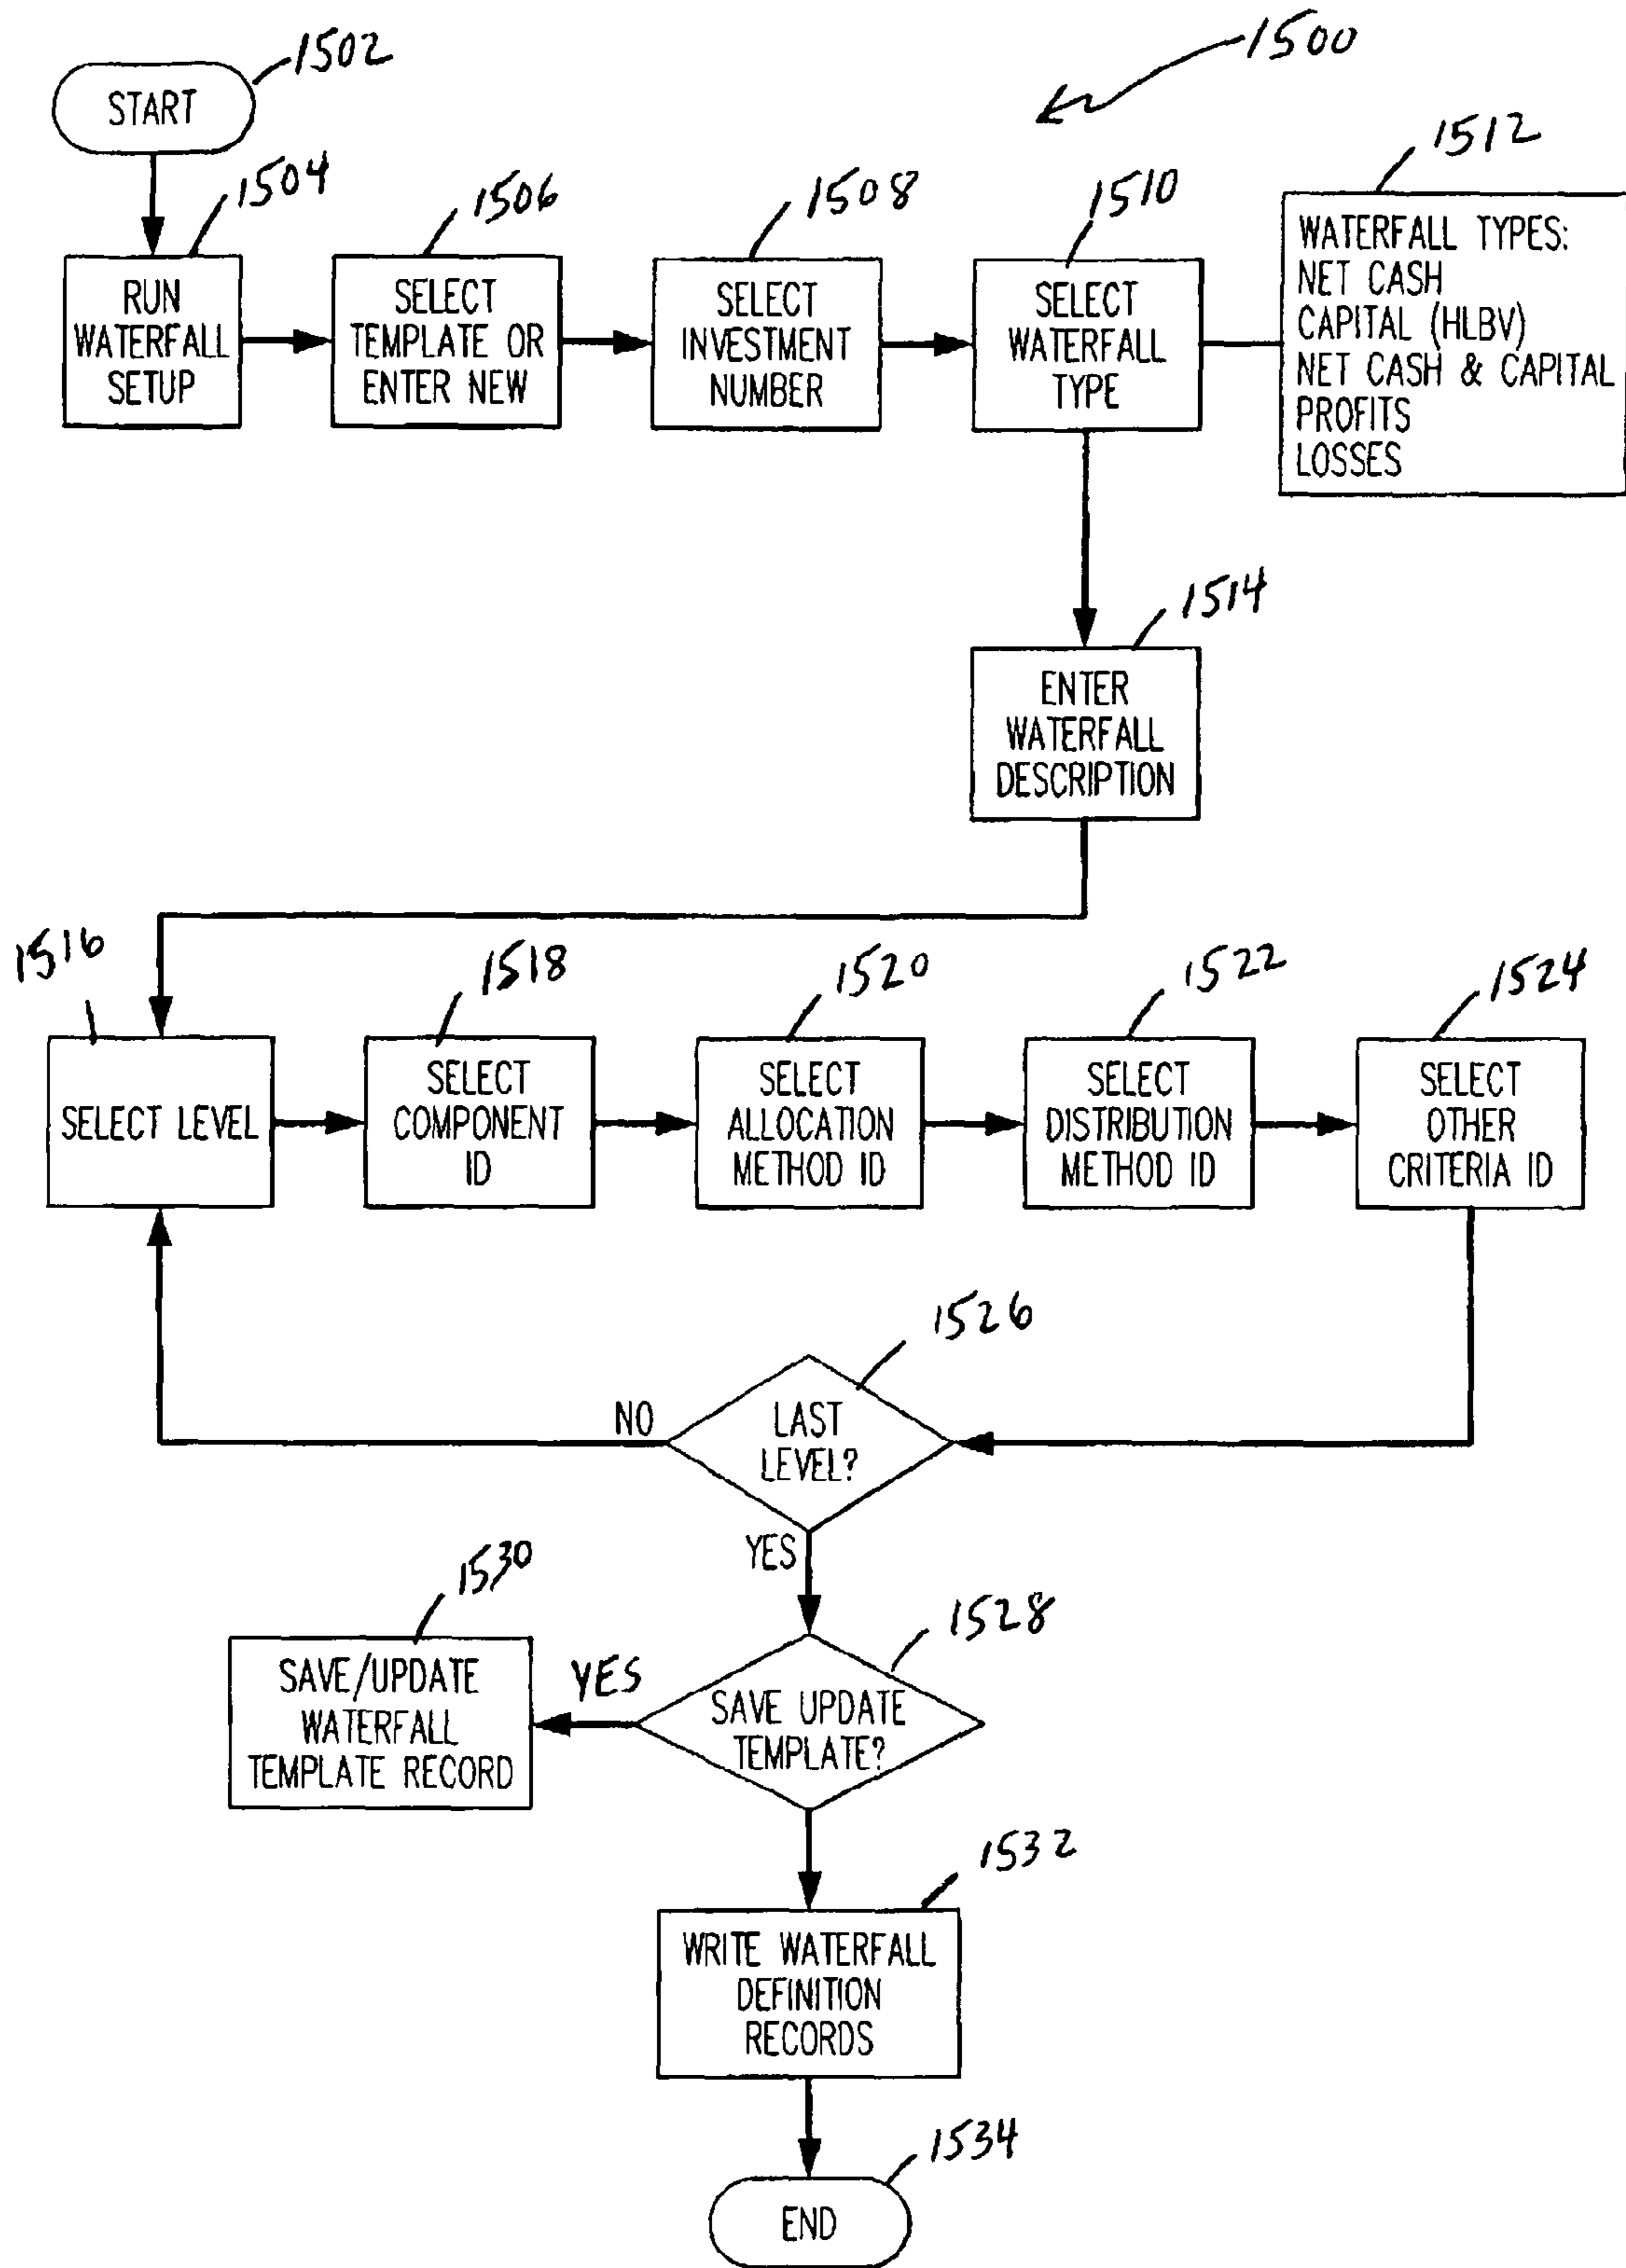 1500
1502
START
1504
RUN
WATERFALL
SETUP
1506
SELECT
TEMPLATE OR
ENTER NEW
1508
SELECT
INVESTMENT
NUMBER
1510
SELECT
WATERFALL
TYPE
1512
WATERFALL TYPES:
NET CASH
CAPITAL (HLBV)
NET CASH & CAPITAL
PROFITS
LOSSES
1514
ENTER
WATERFALL
DESCRIPTION
1516
SELECT LEVEL
1518
SELECT
COMPONENT
ID
1520
SELECT
ALLOCATION
METHOD ID
1522
SELECT
DISTRIBUTION
METHOD ID
1524
SELECT
OTHER
CRITERIA ID
1526
LAST
LEVEL?
NO
YES
1528
SAVE UPDATE
TEMPLATE?
YES
1530
SAVE/UPDATE
WATERFALL
TEMPLATE RECORD
1532
WRITE WATERFALL
DEFINITION
RECORDS
1534
END